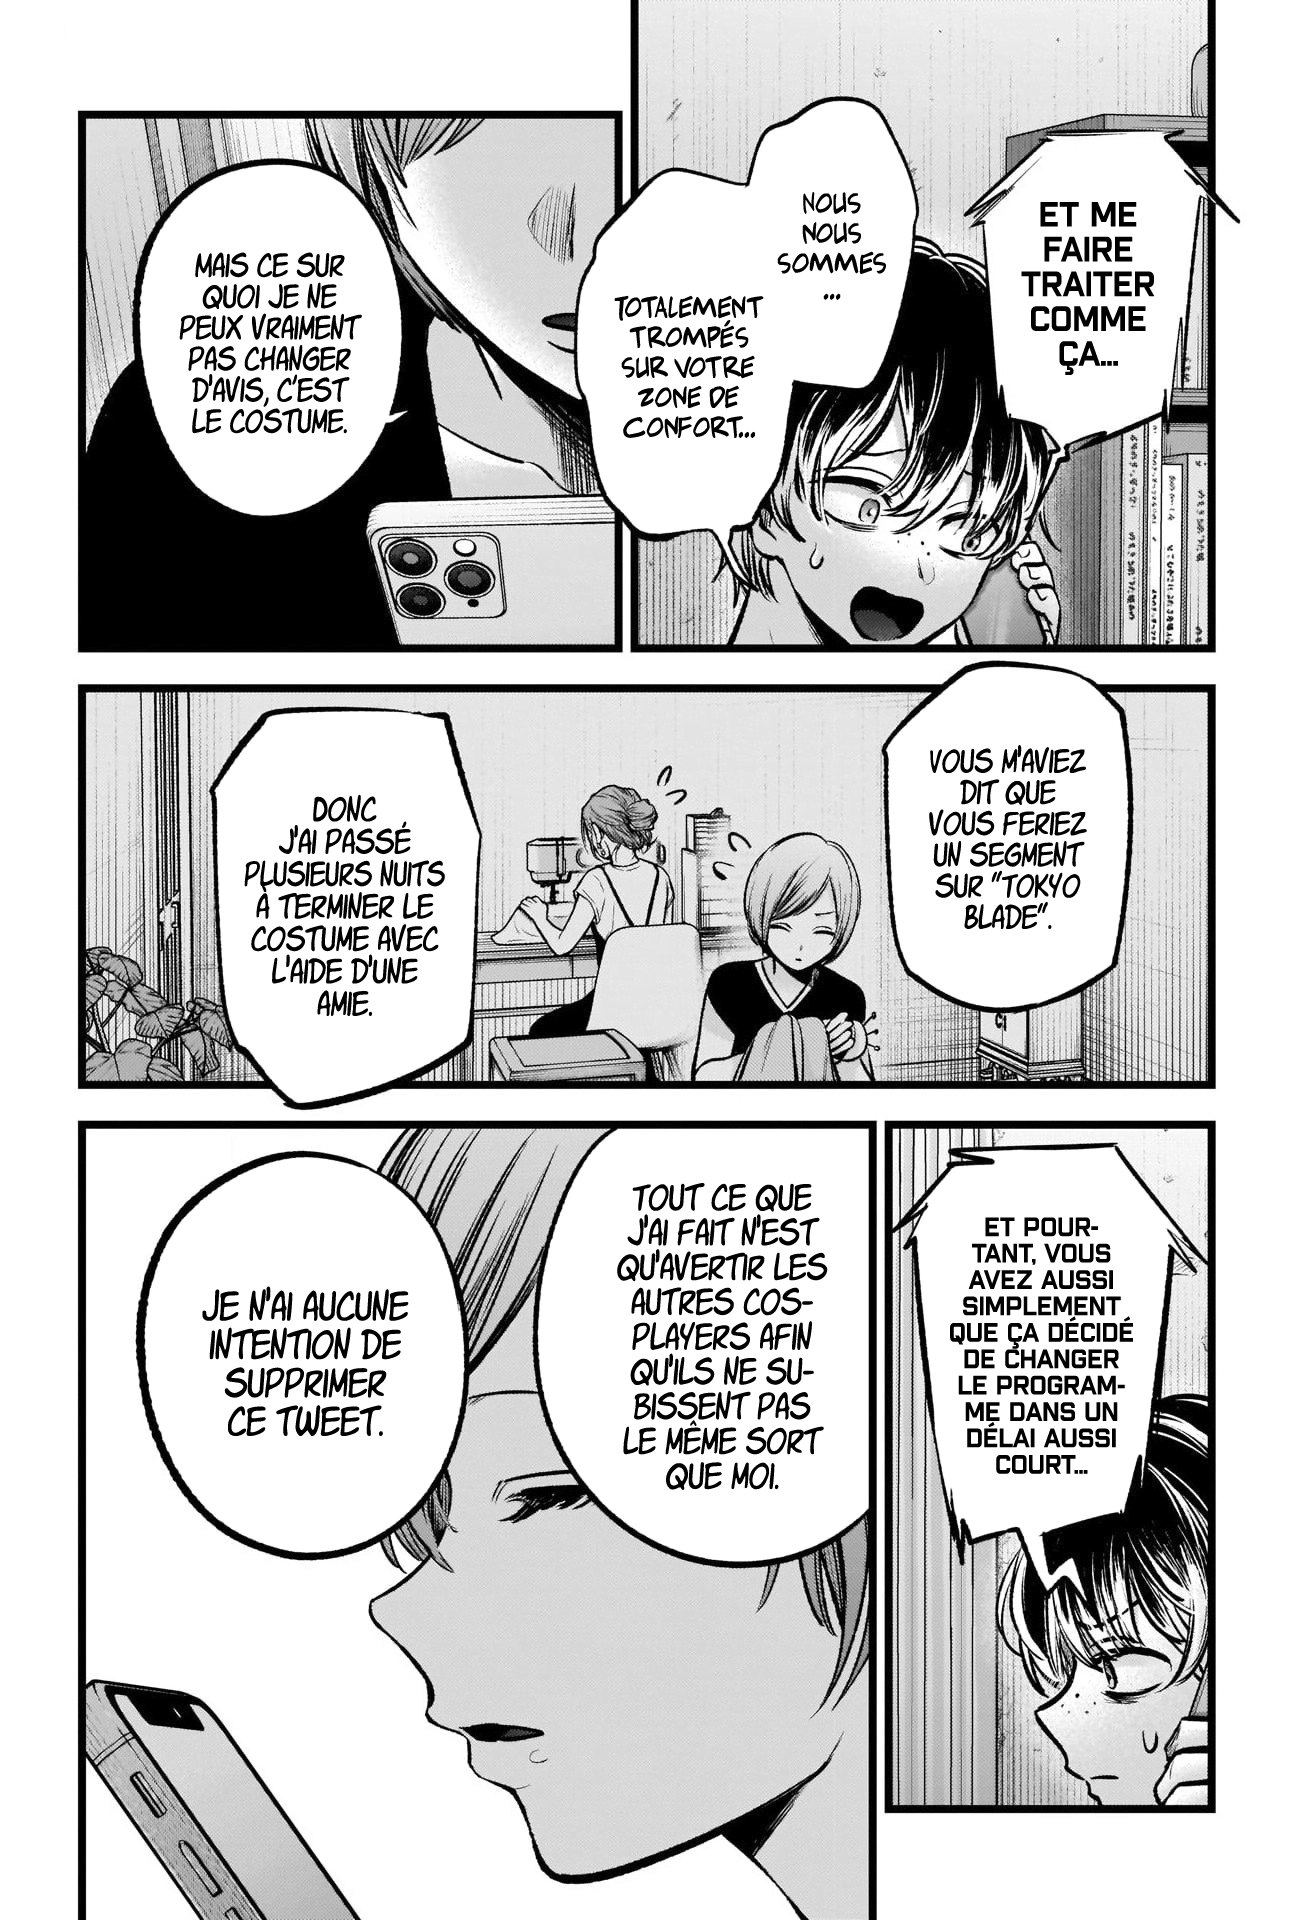 ET ME
FAIRE
TRAITER
COMME
ÇA...
NOUS
NOUS
SOMMES
...
TOTALEMENT
TROMPÉS
SUR VOTRE
ZONE DE
CONFORT...
MAIS CE SUR
QUOI JE NE
PEUX VRAIMENT
PAS CHANGER
D'AVIS, C'EST
LE COSTUME.
VOUS M'AVIEZ
DIT QUE
VOUS FERIEZ
UN SEGMENT
SUR "TOKYO
BLADE".
DONC
J'AI PASSÉ
PLUSIEURS NUITS
À TERMINER LE
COSTUME AVEC
L'AIDE D'UNE
AMIE.
ET POUR-
TANT, VOUS
AVEZ AUSSI
SIMPLEMENT
QUE ÇA DÉCIDÉ
DE CHANGER
LE PROGRAM-
ME DANS UN
DÉLAI AUSSI
COURT...
TOUT CE QUE
J'AI FAIT N'EST
QU'AVERTIR LES
AUTRES COS-
PLAYERS AFIN
QU'ILS NE SU-
BISSENT PAS
LE MÊME SORT
QUE MOI.
JE N'AI AUCUNE
INTENTION DE
SUPPRIMER
CE TWEET.